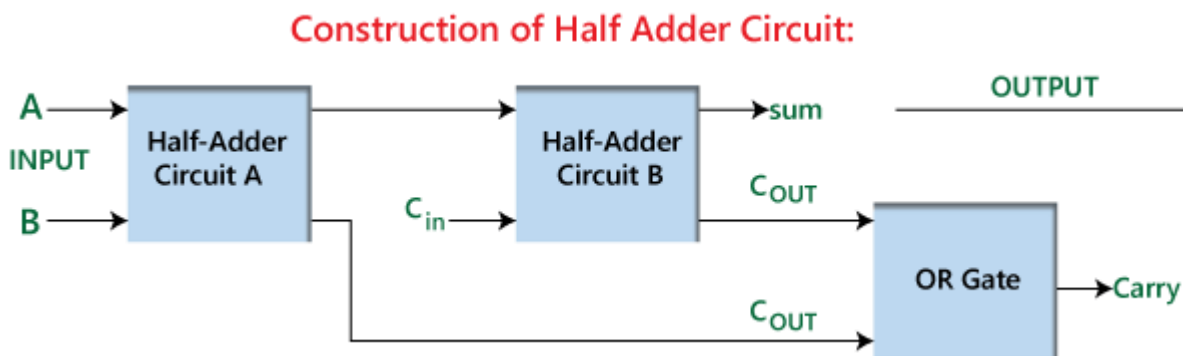 Construction of Half Adder Circuit:
A
INPUT
B
Half-Adder
Circuit A
C in
Half-Adder
Circuit B
sum
OUTPUT
C OUT
C OUT
OR Gate
Carry